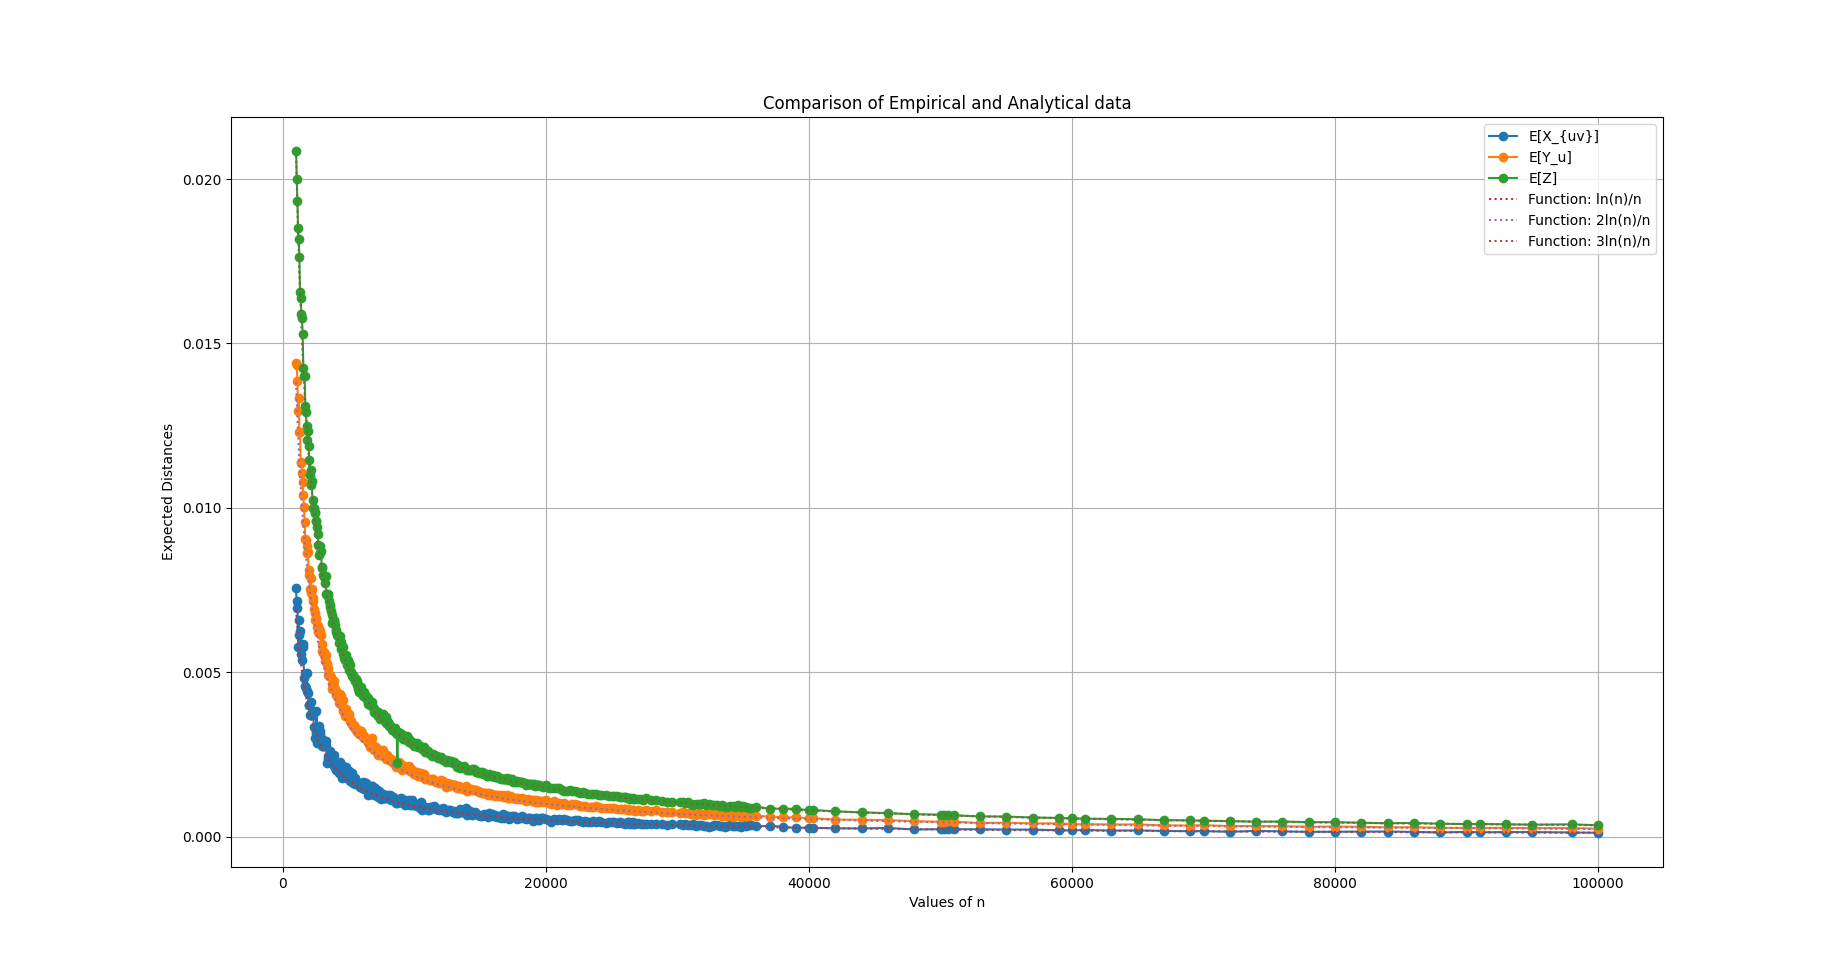 Comparison of Empirical and Analytical data
E[X_{uv}]
E[Y_u]
E[Z]
Function: ln(n)/n
Function: 2ln(n)/n
Function: 3ln(n)/n
Expected Distances
0.020
0.015
0.010
0.005
0.000
0
20000
40000
60000
80000
100000
Values of n